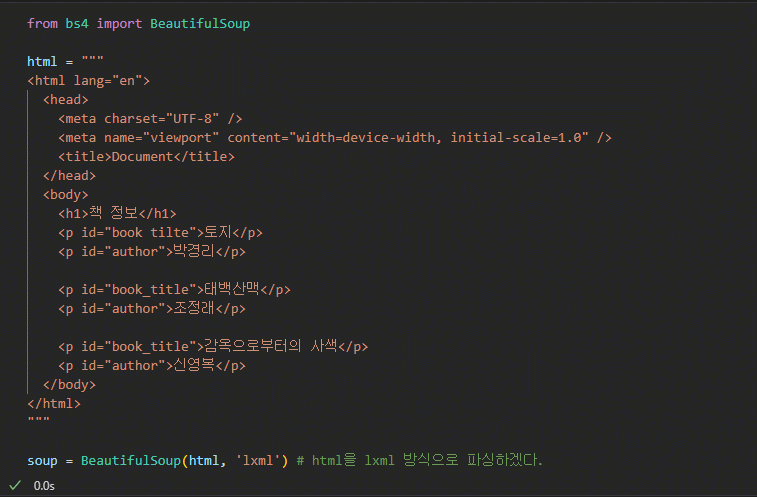 from bs4 import BeautifulSoup
html = """
<html lang="en">
<head>
<meta charset="UTF-8" />
<meta name="viewport" content="width=device-width, initial-scale=1.0" />
<title>Document</title>
</head>
<body>
<h1>책 정보</h1>
<p id="book tilte">토지</p>
<p id="author">박경리</p>
<p id="book_title">태백산맥</p>
<p id="author">조정래</p>
<p id="book_title">감옥으로부터의 사색</p>
<p id="author">신영복</p>
</body>
</html>
"""
soup = BeautifulSoup(html, 'lxml') # html을 lxml 방식으로 파싱하겠다.
0.0s